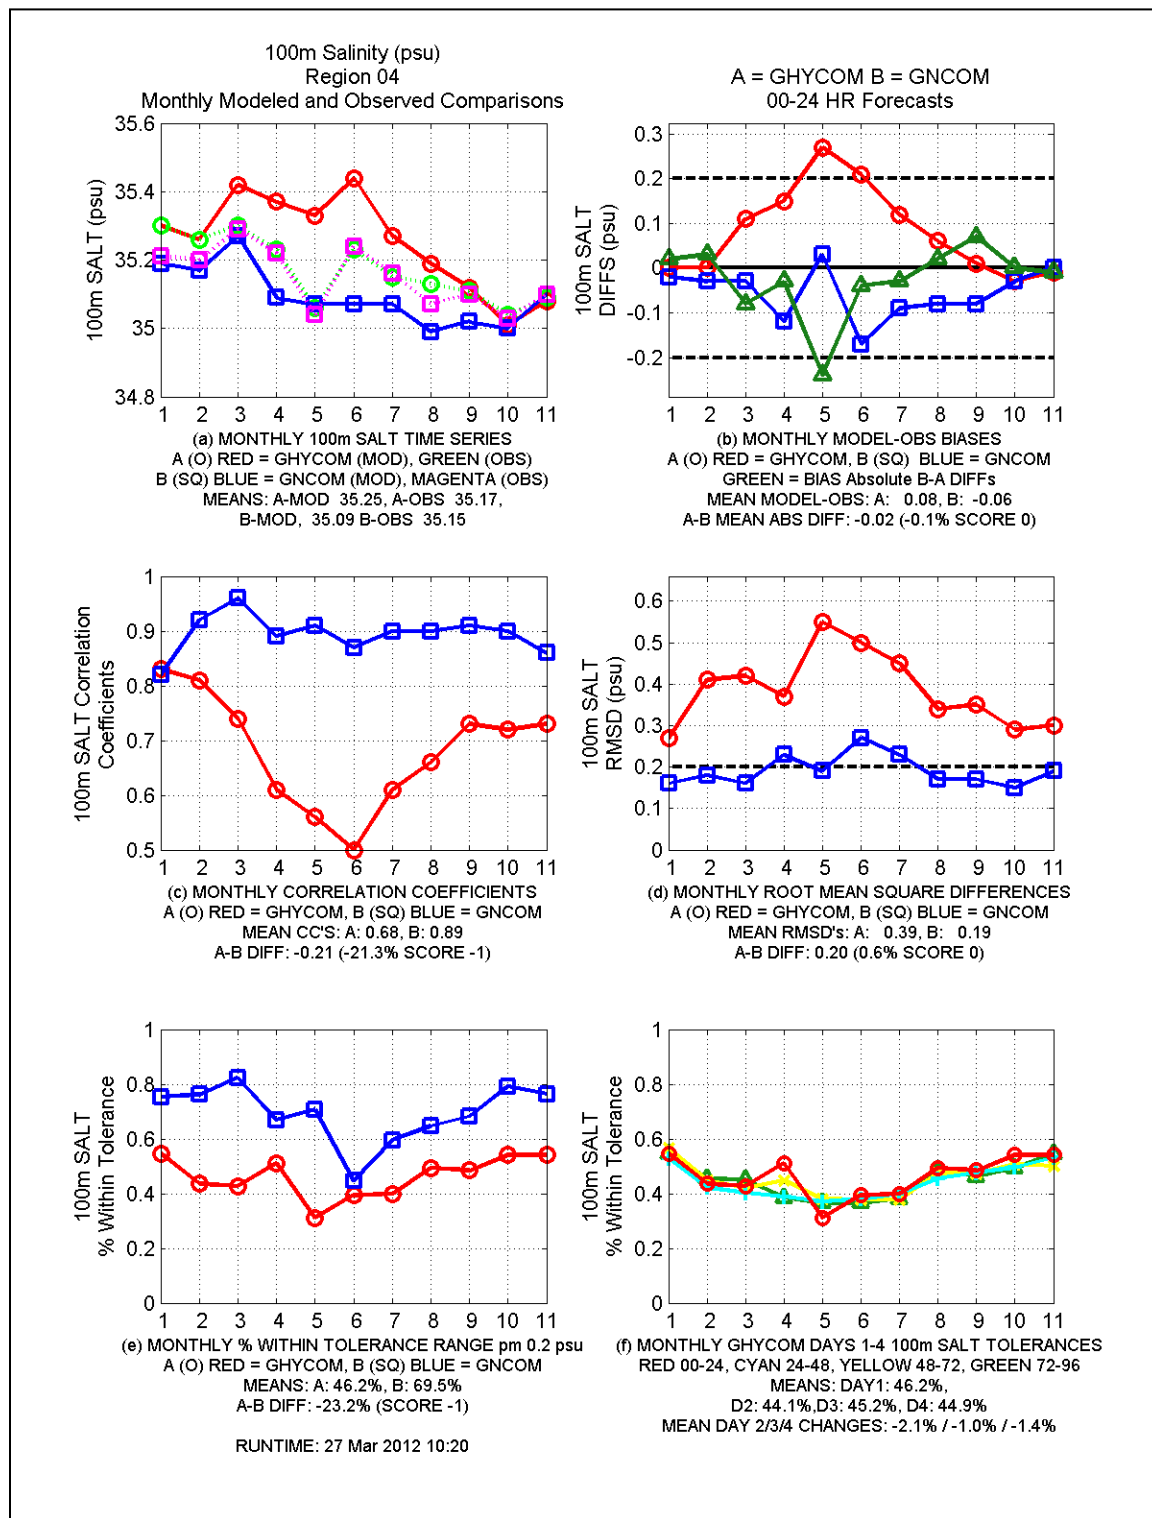 100m Salinity (psu)
Region 04
Monthly Modeled and Observed Comparisons
A = GHYCOM B = GNCOM
00-24 HR Forecasts
100m SALT (psu)
35.6
35.4
35.2
35
34.8
1 2 3 4 5 6 7 8 9 10 11
(a) MONTHLY 100m SALT TIME SERIES
A (O) RED = GHYCOM (MOD), GREEN (OBS)
B (SQ) BLUE = GNCOM (MOD), MAGENTA (OBS)
MEANS: A-MOD 35.25, A-OBS 35.17,
B-MOD, 35.09 B-OBS 35.15
100m SALT
DIFFS (psu)
0.3
0.2
0.1
0
-0.1
-0.2
1 2 3 4 5 6 7 8 9 10 11
(b) MONTHLY MODEL-OBS BIASES
A (O) RED = GHYCOM, B (SQ) BLUE = GNCOM
GREEN = BIAS Absolute B-A DIFFs
MEAN MODEL-OBS: A: 0.08, B: -0.06
A-B MEAN ABS DIFF: -0.02 (-0.1% SCORE 0)
100m SALT Correlation
Coefficients
1
0.9
0.8
0.7
0.6
0.5
1 2 3 4 5 6 7 8 9 10 11
(c) MONTHLY CORRELATION COEFFICIENTS
A (O) RED = GHYCOM, B (SQ) BLUE = GNCOM
MEAN CC'S: A: 0.68, B: 0.89
A-B DIFF: -0.21 (-21.3% SCORE -1)
100m SALT
RMSD (psu)
0.6
0.5
0.4
0.3
0.2
0.1
0
1 2 3 4 5 6 7 8 9 10 11
(d) MONTHLY ROOT MEAN SQUARE DIFFERENCES
A (O) RED = GHYCOM, B (SQ) BLUE = GNCOM
MEAN RMSD's: A: 0.39, B: 0.19
A-B DIFF: 0.20 (0.6% SCORE 0)
100m SALT
% Within Tolerance
1
0.8
0.6
0.4
0.2
0
1 2 3 4 5 6 7 8 9 10 11
(e) MONTHLY % WITHIN TOLERANCE RANGE pm 0.2 psu
A (O) RED = GHYCOM, B (SQ) BLUE = GNCOM
MEANS: A: 46.2%, B: 69.5%
A-B DIFF: -23.2% (SCORE -1)
RUNTIME: 27 Mar 2012 10:20
100m SALT
% Within Tolerance
1
0.8
0.6
0.4
0.2
0
1 2 3 4 5 6 7 8 9 10 11
(f) MONTHLY GHYCOM DAYS 1-4 100m SALT TOLERANCES
RED 00-24, CYAN 24-48, YELLOW 48-72, GREEN 72-96
MEANS: DAY1: 46.2%,
D2: 44.1%,D3: 45.2%, D4: 44.9%
MEAN DAY 2/3/4 CHANGES: -2.1% / -1.0% / -1.4%